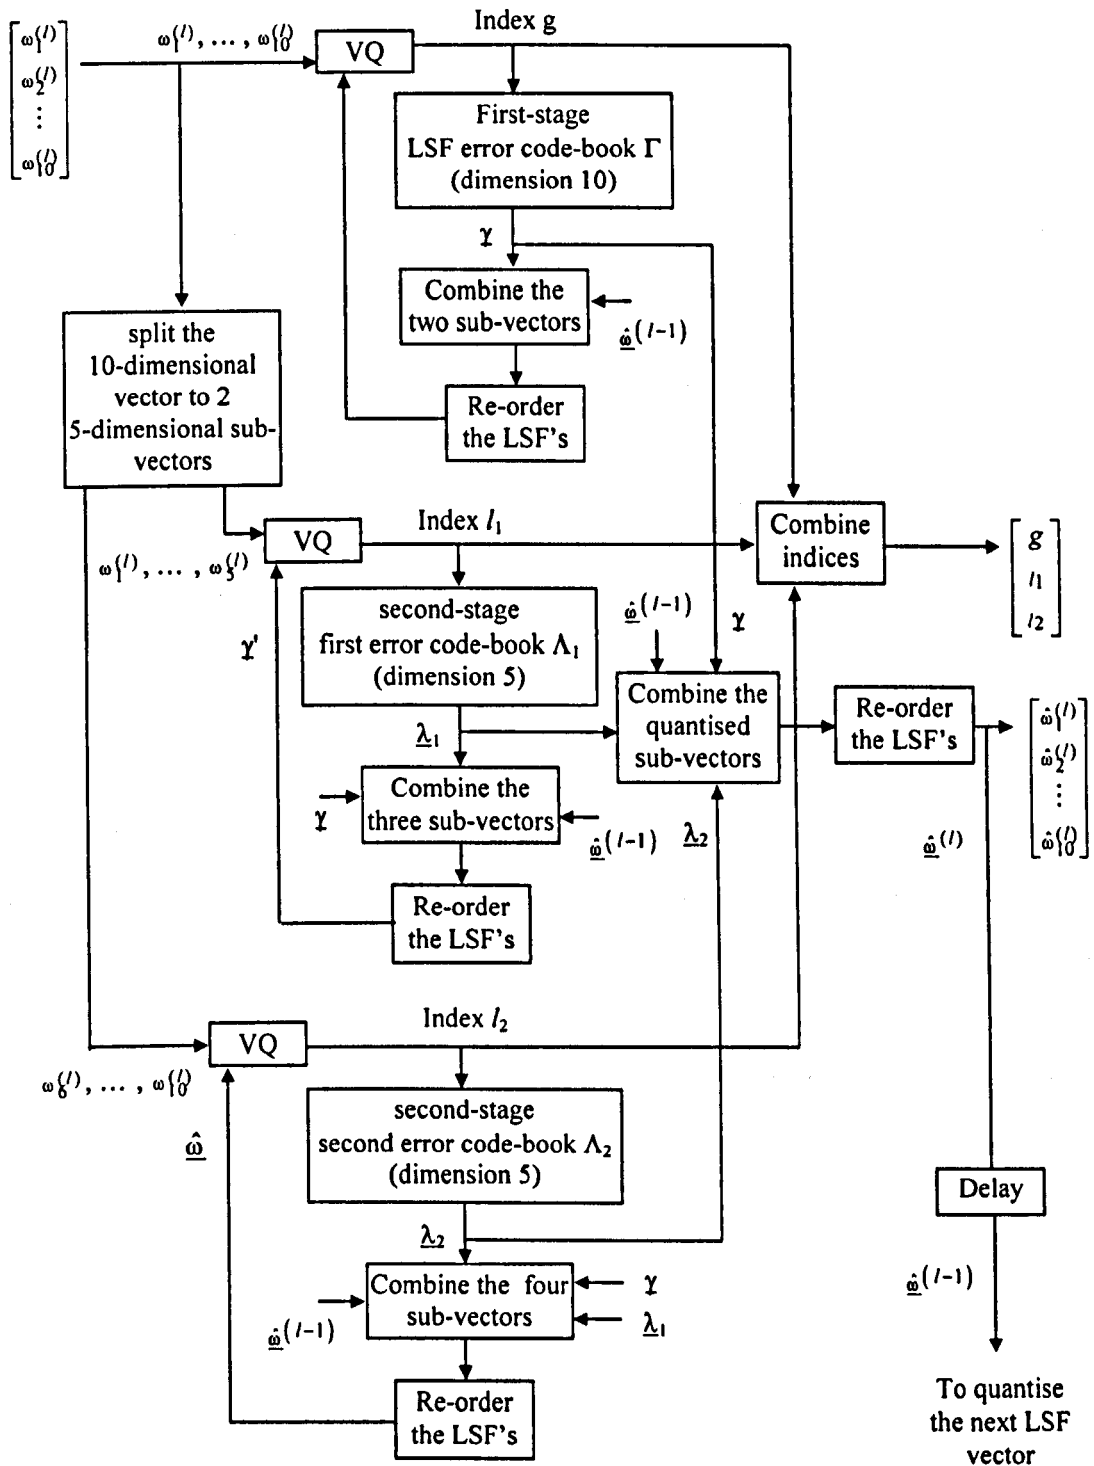 Index g
ω₁⁽ˡ⁾
ω₂⁽ˡ⁾
⋮
ω₁₀⁽ˡ⁾
ω₁⁽ˡ⁾, ... , ω₁₀⁽ˡ⁾
VQ
First-stage
LSF error code-book Γ
(dimension 10)
γ
Combine the
two sub-vectors
ω̂⁽ˡ⁻¹⁾
Re-order
the LSF's
split the
10-dimensional
vector to 2
5-dimensional sub-
vectors
Index l₁
VQ
ω₁⁽ˡ⁾, ... , ω₅⁽ˡ⁾
Combine
indices
g
l₁
l₂
second-stage
first error code-book Λ₁
(dimension 5)
γ'
ω̂⁽ˡ⁻¹⁾
γ
λ₁
Combine the
quantised
sub-vectors
Re-order
the LSF's
ω̂₁⁽ˡ⁾
ω̂₂⁽ˡ⁾
⋮
ω̂₁₀⁽ˡ⁾
Combine the
three sub-vectors
γ
ω̂⁽ˡ⁻¹⁾
λ₂
ω̂⁽ˡ⁾
Re-order
the LSF's
Index l₂
VQ
ω₆⁽ˡ⁾, ... , ω₁₀⁽ˡ⁾
second-stage
second error code-book Λ₂
(dimension 5)
ω̂
λ₂
Combine the four
sub-vectors
γ
λ₁
ω̂⁽ˡ⁻¹⁾
Re-order
the LSF's
Delay
ω̂⁽ˡ⁻¹⁾
To quantise
the next LSF
vector